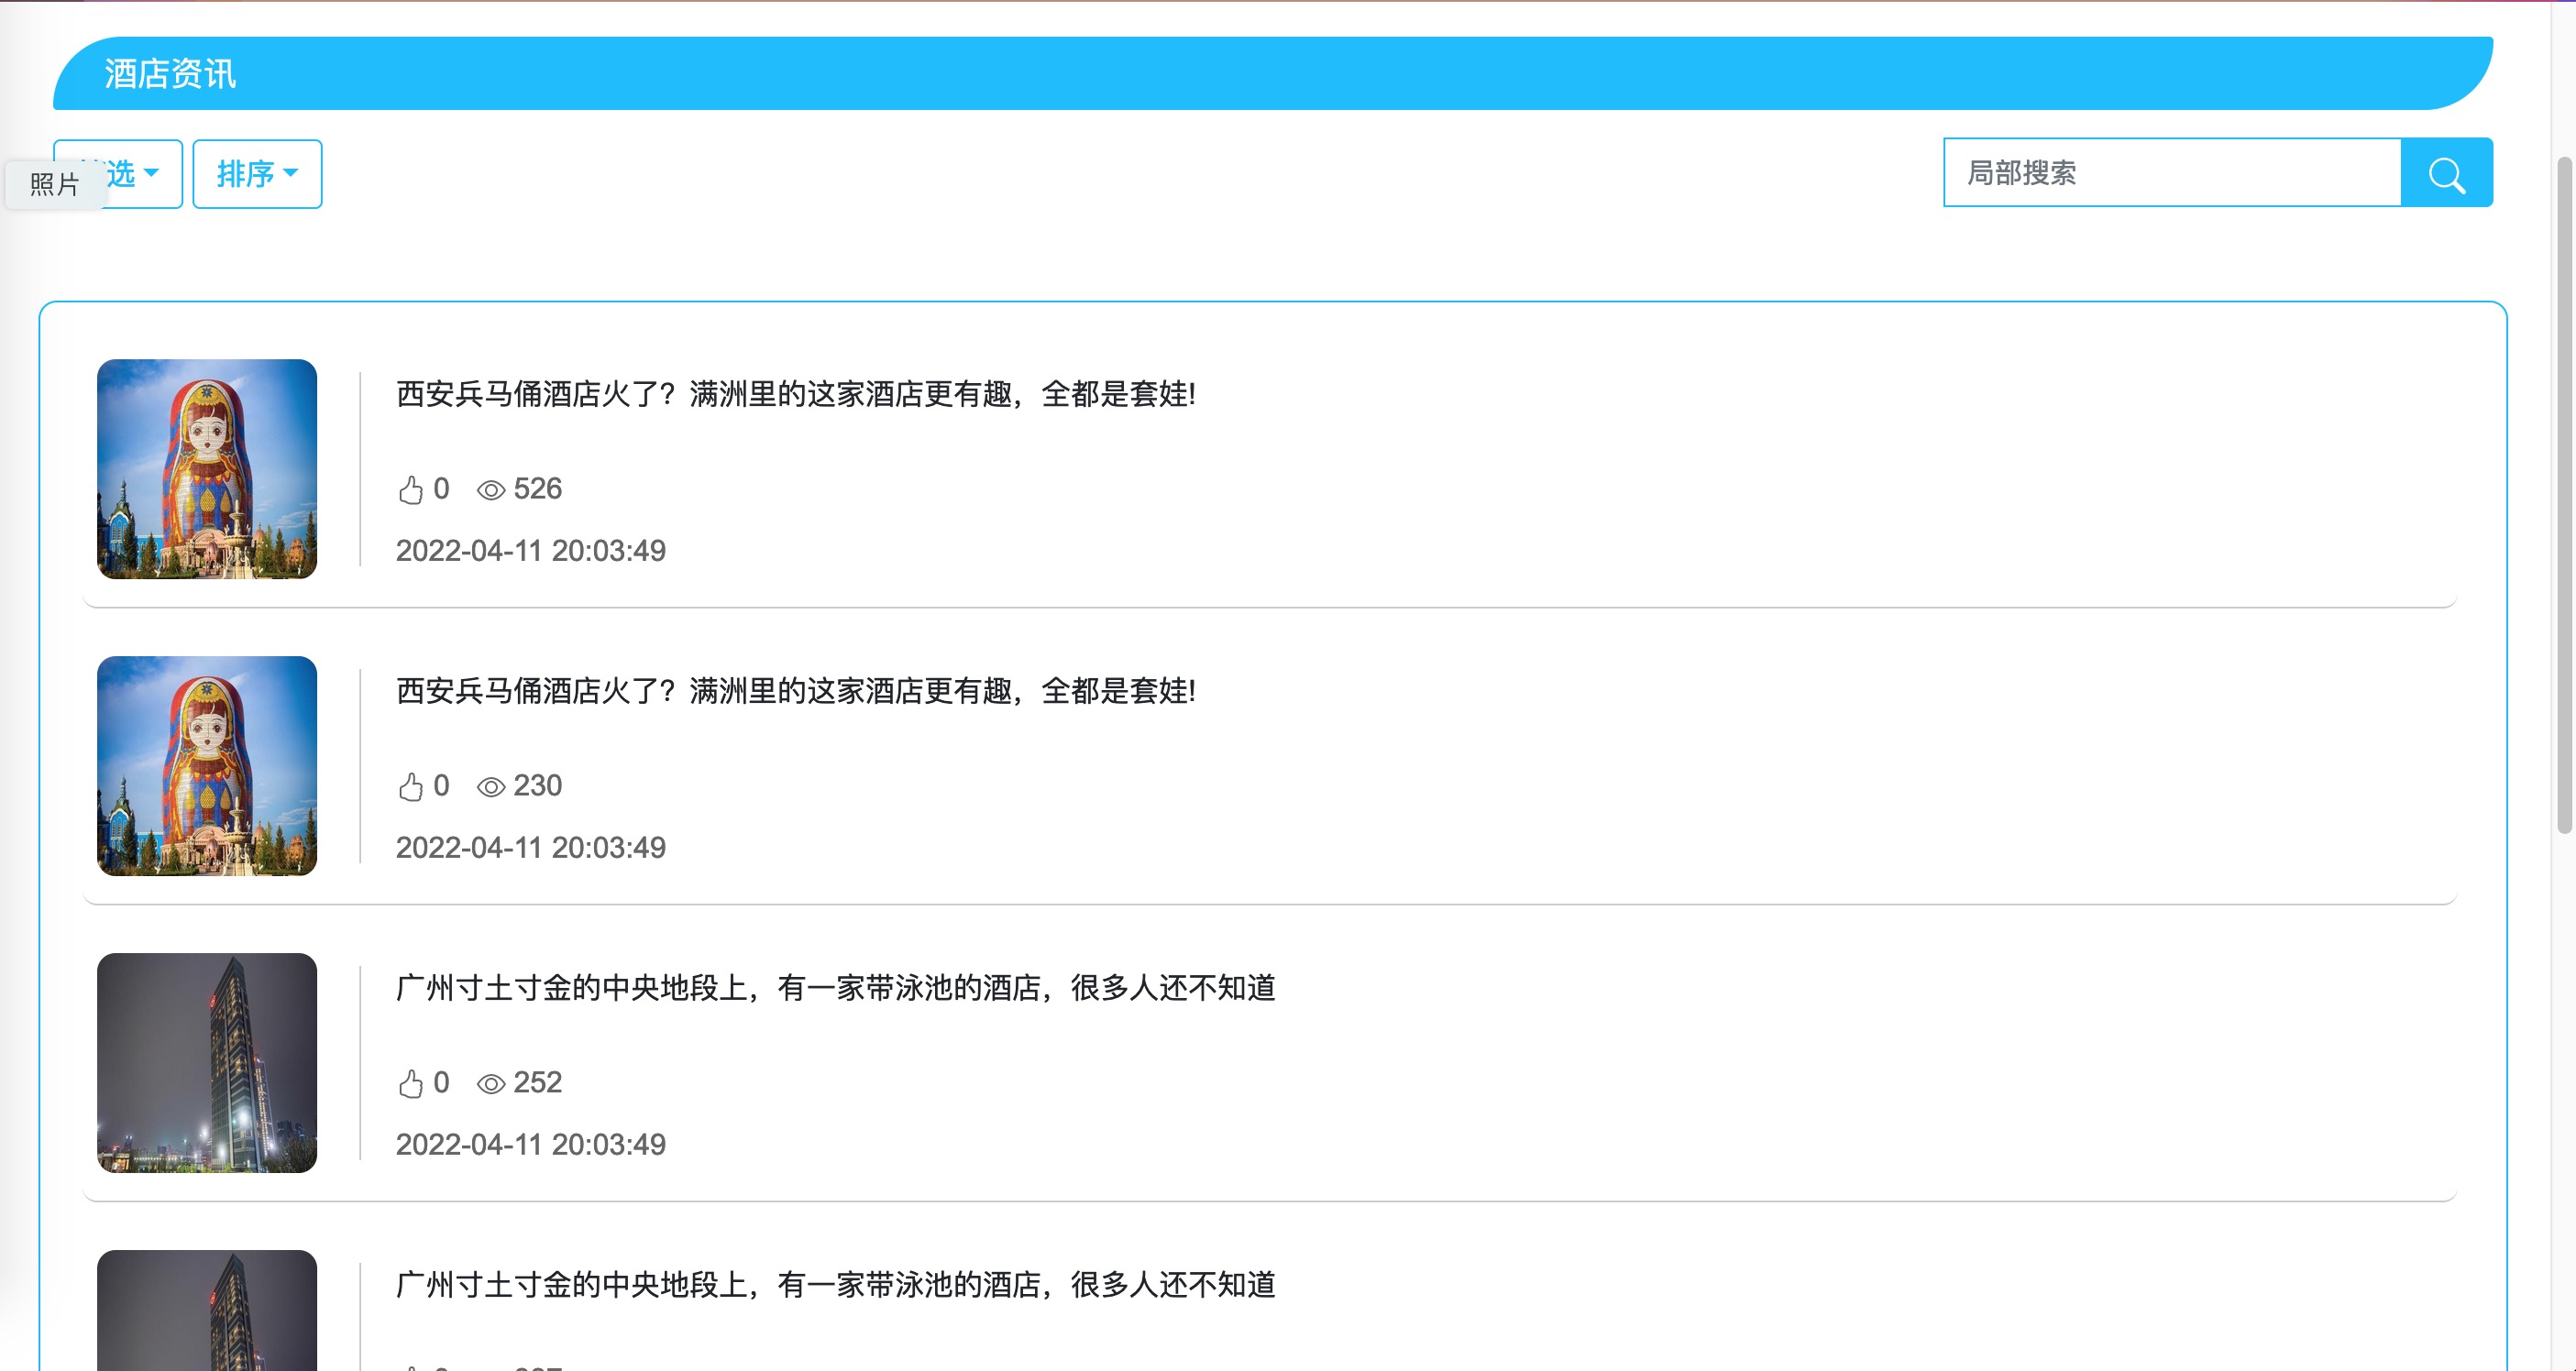 酒店资讯
照片
选
排序
局部搜索
西安兵马俑酒店火了？满洲里的这家酒店更有趣，全都是套娃!
0 526
2022-04-11 20:03:49
西安兵马俑酒店火了？满洲里的这家酒店更有趣，全都是套娃!
0 230
2022-04-11 20:03:49
广州寸土寸金的中央地段上，有一家带泳池的酒店，很多人还不知道
0 252
2022-04-11 20:03:49
广州寸土寸金的中央地段上，有一家带泳池的酒店，很多人还不知道